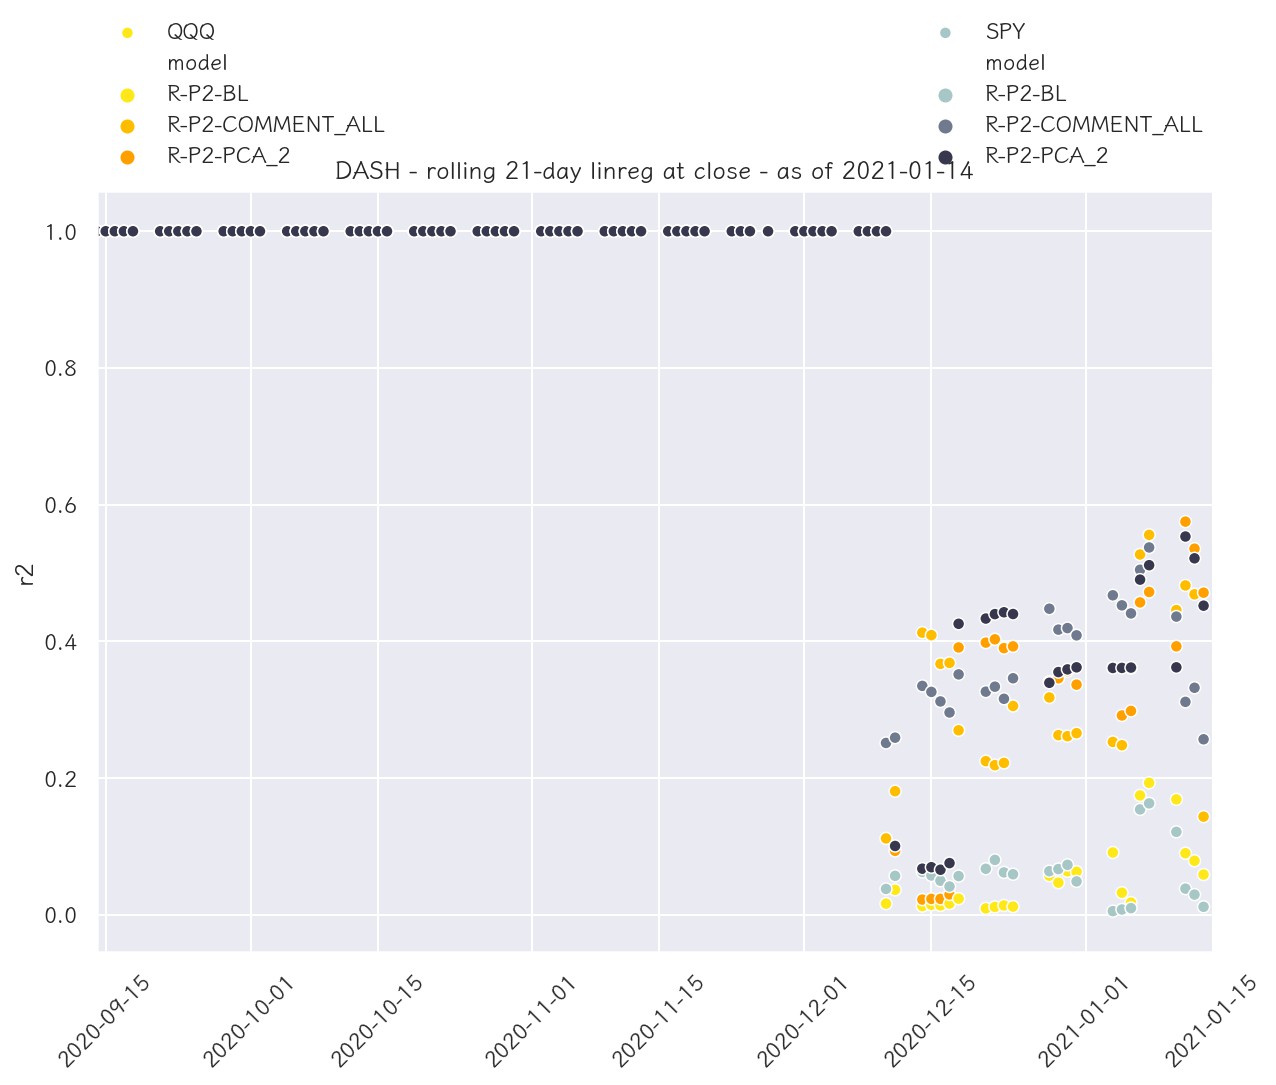 QQQ
model
R-P2-BL
R-P2-COMMENT_ALL
R-P2-PCA_2
SPY
model
R-P2-BL
R-P2-COMMENT_ALL
R-P2-PCA_2
DASH - rolling 21-day linreg at close - as of 2021-01-14
1.0
0.8
0.6
0.4
0.2
0.0
r2
2020-09-15
2020-10-01
2020-10-15
2020-11-01
2020-11-15
2020-12-01
2020-12-15
2021-01-01
2021-01-15